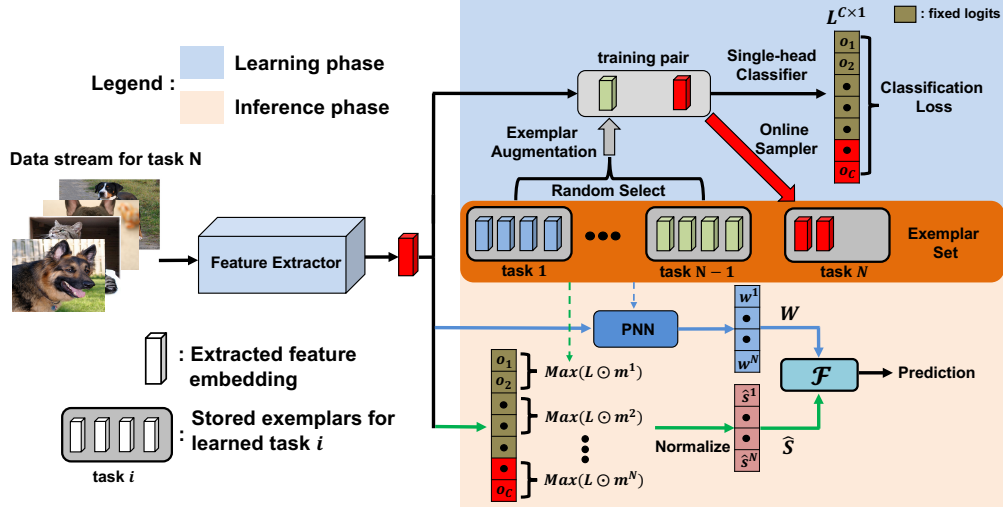 Legend :
Learning phase
Inference phase
Data stream for task N
Feature Extractor
: Extracted feature
embedding
: Stored exemplars for
learned task i
task i
training pair
Single-head
Classifier
L^{C×1}
: fixed logits
o_1
o_2
o_C
Classification
Loss
Exemplar
Augmentation
Online
Sampler
Random Select
task 1
task N − 1
task N
Exemplar
Set
PNN
w^1
w^N
W
ℱ
Prediction
o_1
o_2
o_C
Max(L ⊙ m^1)
Max(L ⊙ m^2)
Max(L ⊙ m^N)
Normalize
ŝ^1
ŝ^N
Ŝ